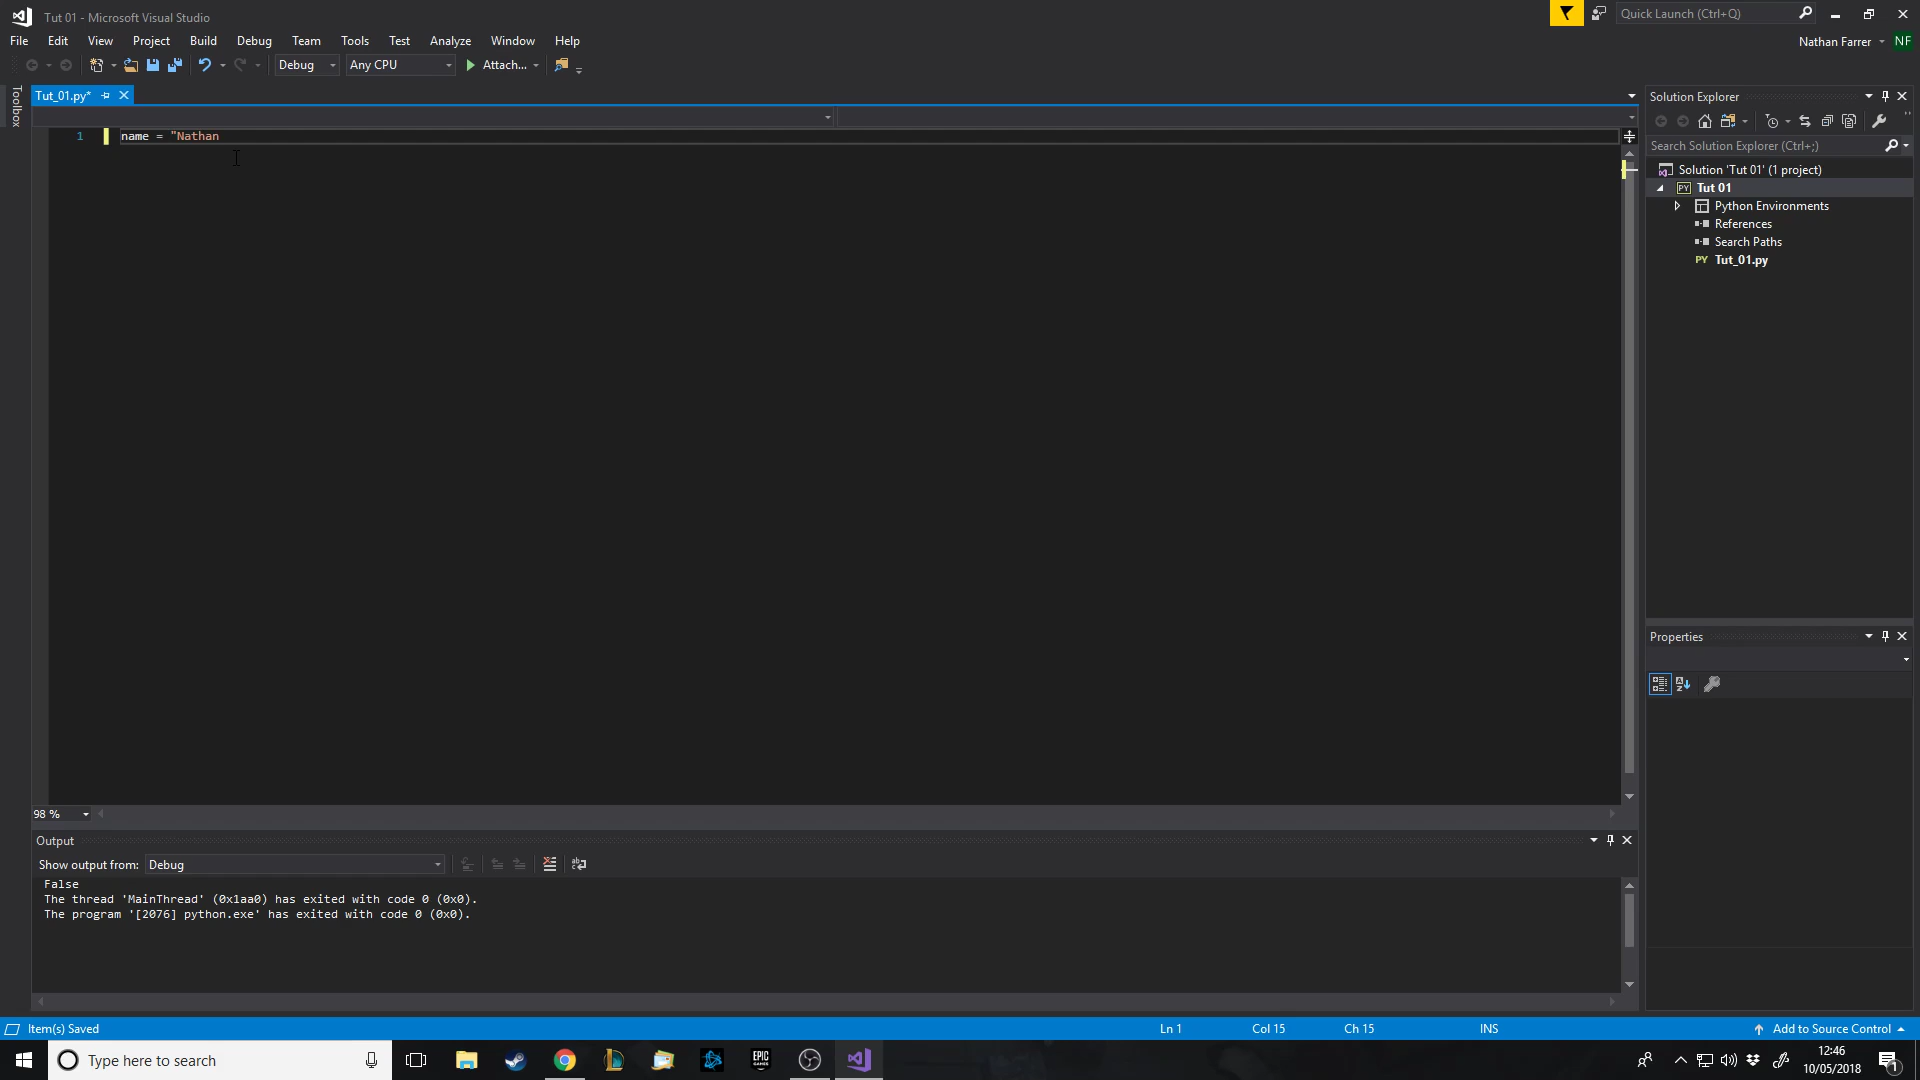 Tut 01 - Microsoft Visual Studio
Quick Launch (Ctrl+Q)
File Edit View Project Build Debug Team Tools Test Analyze Window Help
Nathan Farrer NF
Debug Any CPU Attach...
Toolbox
Tut_01.py*
1 name = "Nathan
98 %
Output
Show output from: Debug
False
The thread 'MainThread' (0x1aa0) has exited with code 0 (0x0).
The program '[2076] python.exe' has exited with code 0 (0x0).
Solution Explorer
Search Solution Explorer (Ctrl+;)
Solution 'Tut 01' (1 project)
PY Tut 01
Python Environments
References
Search Paths
PY Tut_01.py
Properties
Item(s) Saved Ln 1 Col 15 Ch 15 INS Add to Source Control
Type here to search
EPIC
GAMES
12:46
10/05/2018
1